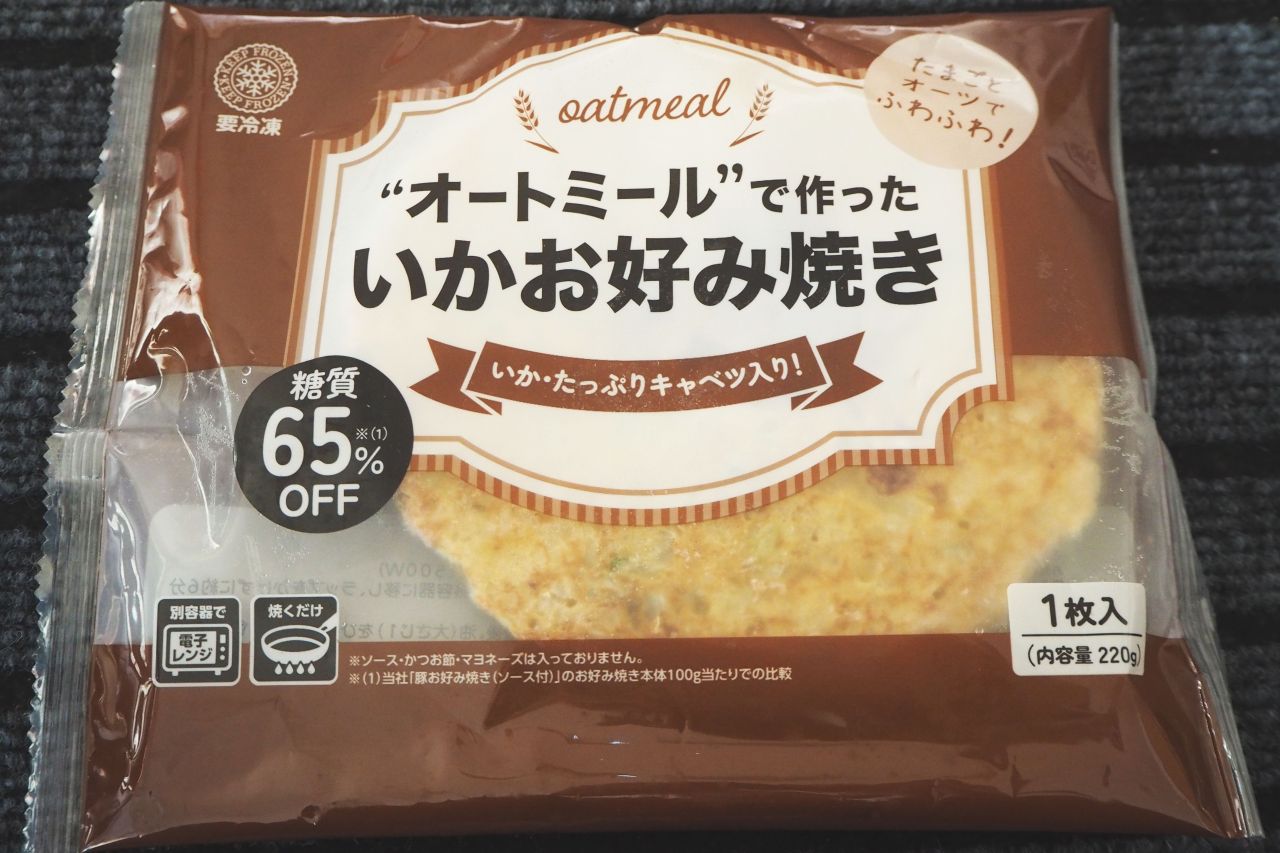 KEEP FROZEN
KEEP FROZEN
要冷凍
oatmeal
たまごと
オーツで
ふわふわ!
“オートミール”で作った
いかお好み焼き
いか・たっぷりキャベツ入り!
糖質
65%※(1)
OFF
別容器で
電子
レンジ
焼くだけ
1枚入
(内容量 220g)
※ソース・かつお節・マヨネーズは入っておりません。
※(1)当社「豚お好み焼き(ソース付)」のお好み焼き本体100g当たりでの比較